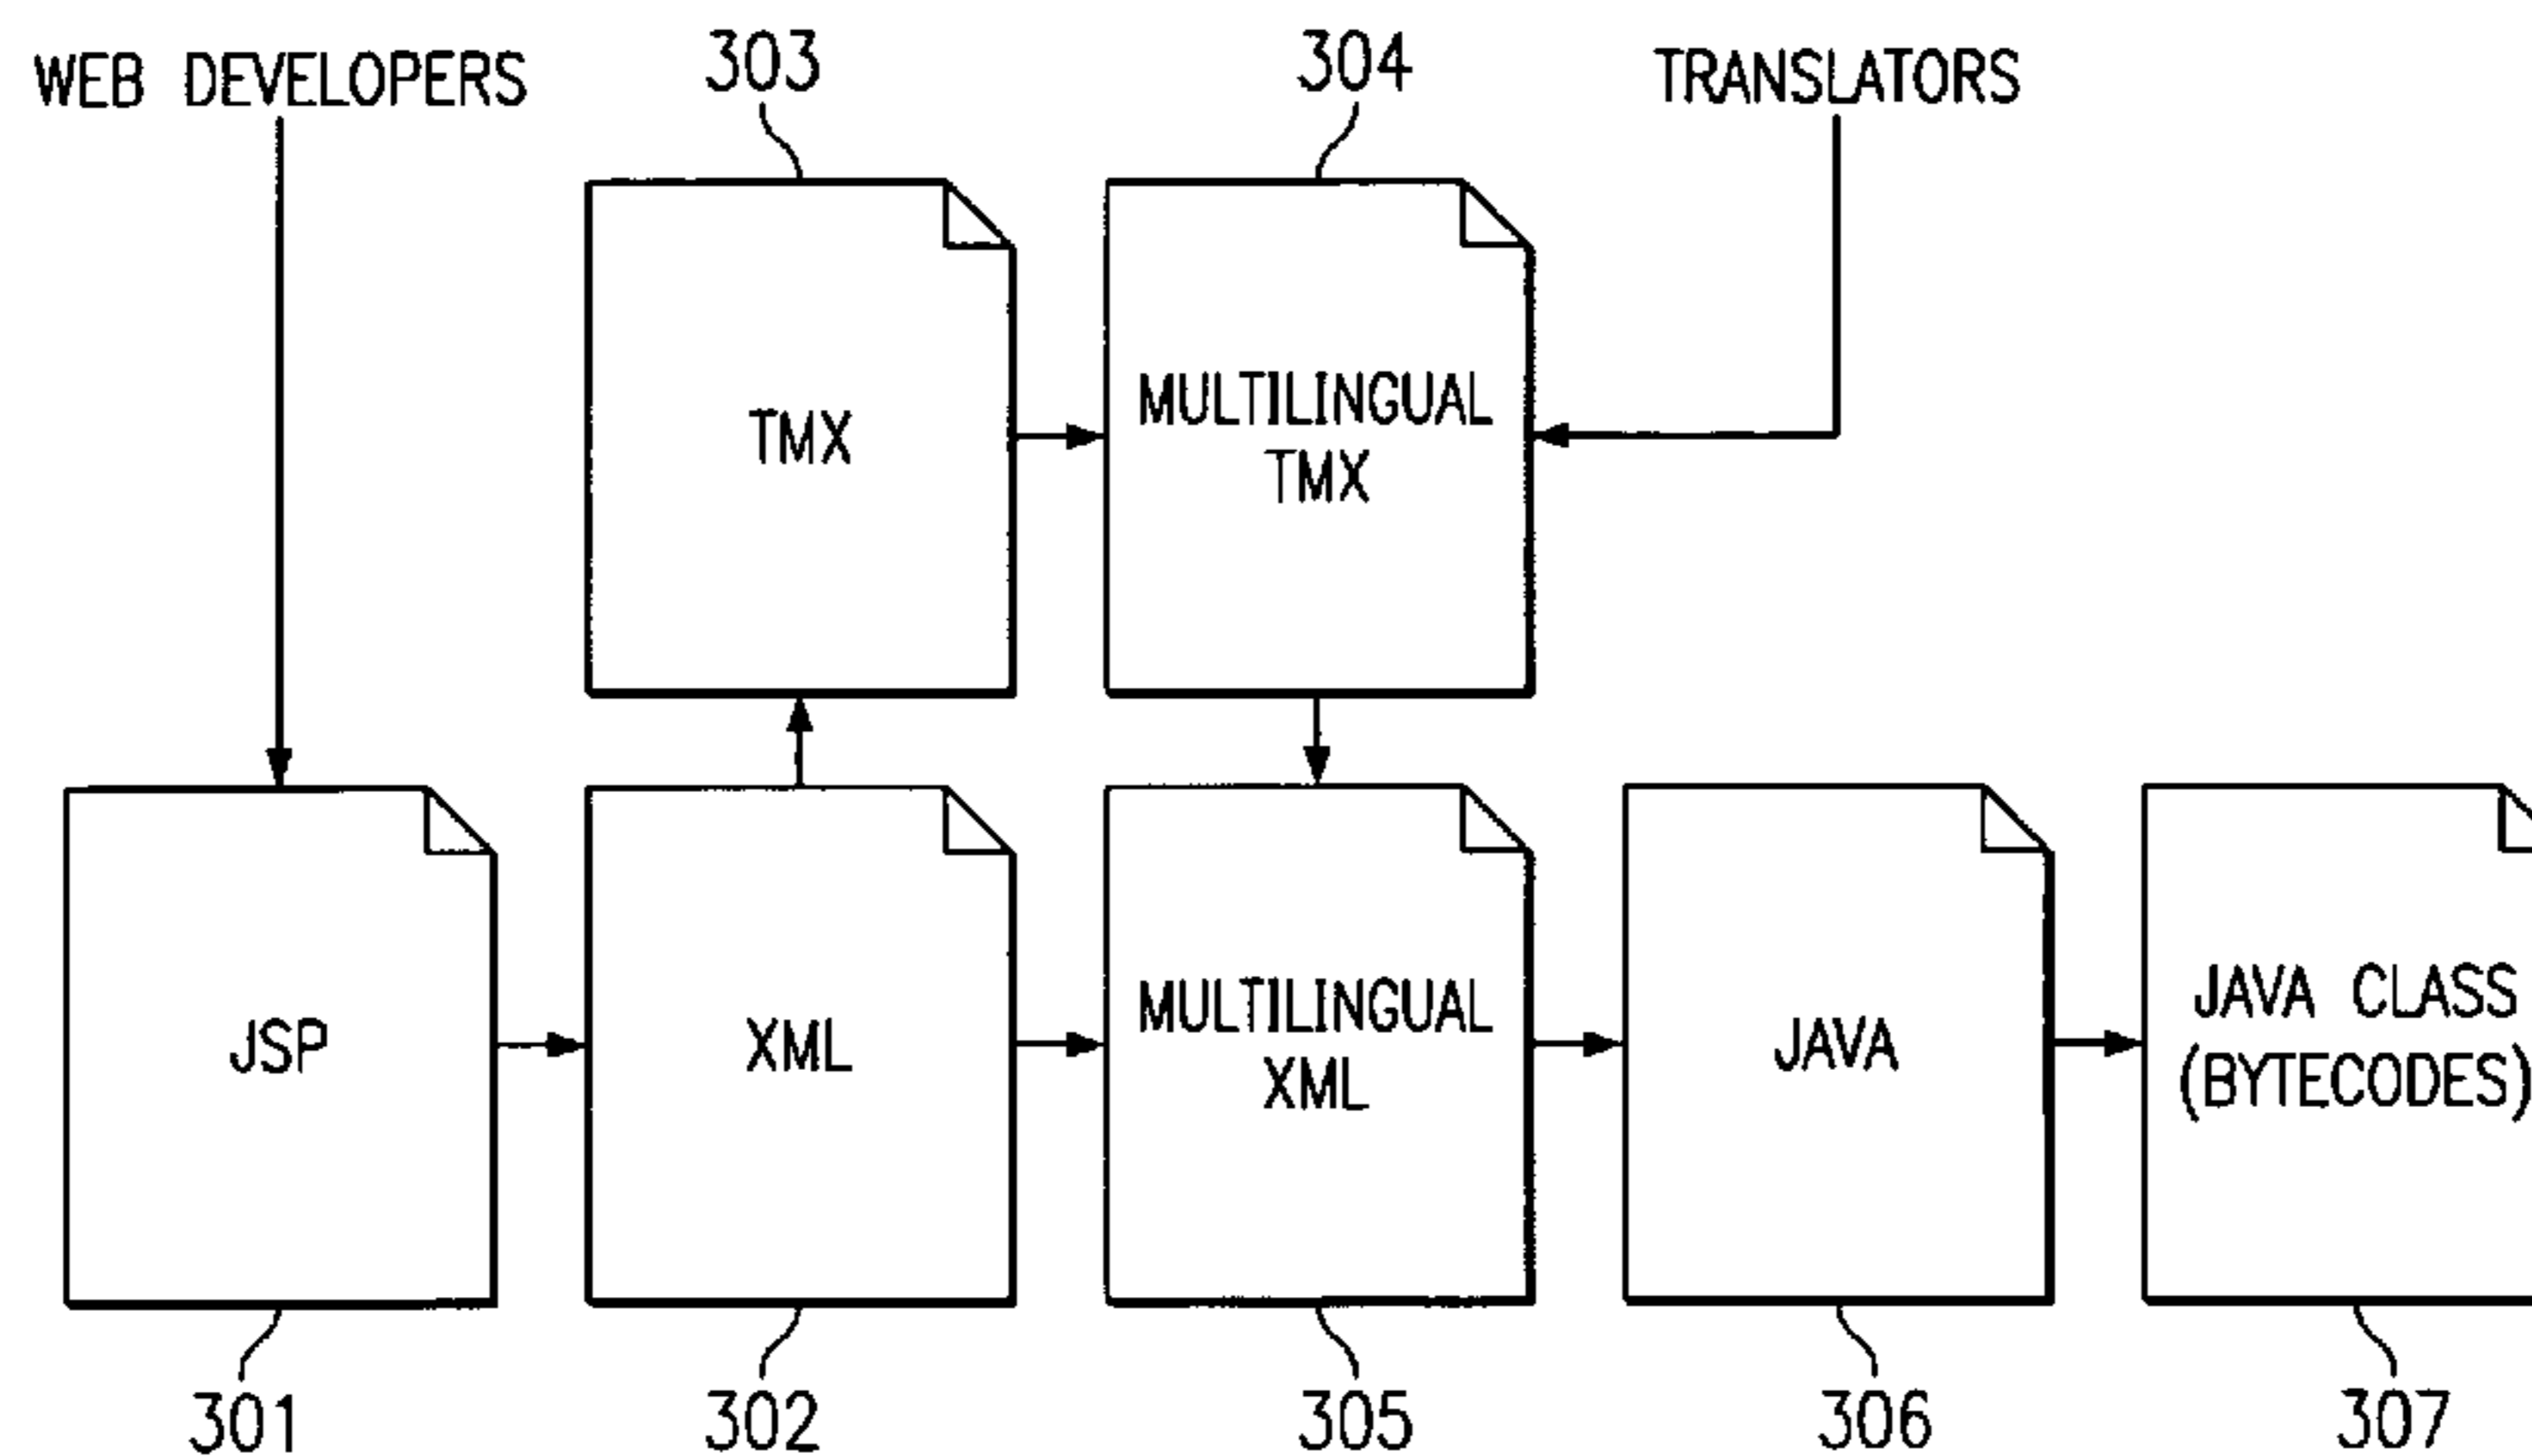 WEB DEVELOPERS
303
304
TRANSLATORS
TMX
MULTILINGUAL
TMX
JSP
XML
MULTILINGUAL
XML
JAVA
JAVA CLASS
(BYTECODES)
301
302
305
306
307